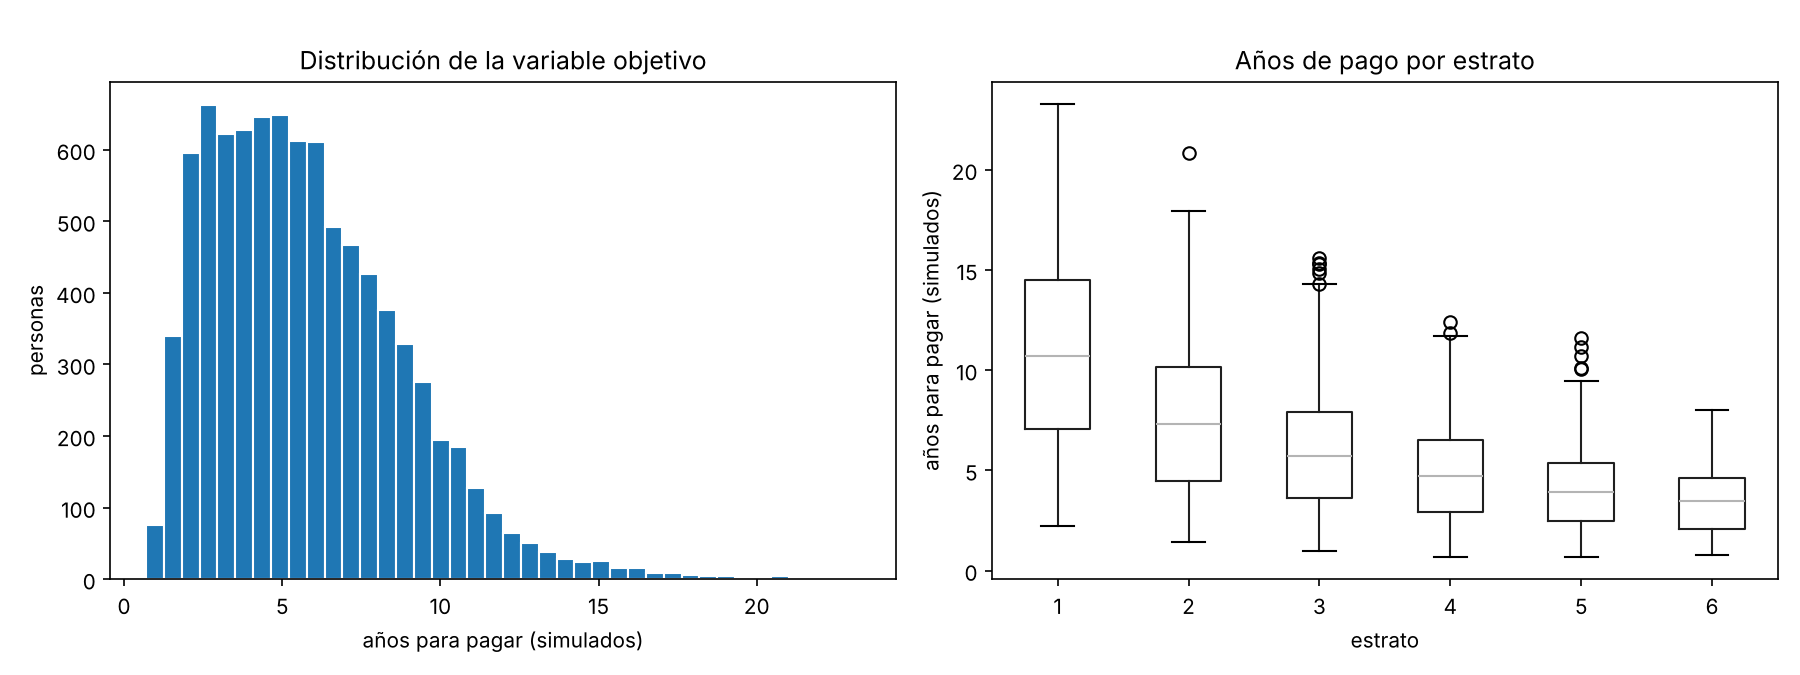 Distribución de la variable objetivo
personas
600
500
400
300
200
100
0
0 5 10 15 20
años para pagar (simulados)
Años de pago por estrato
años para pagar (simulados)
20
15
10
5
0
1 2 3 4 5 6
estrato